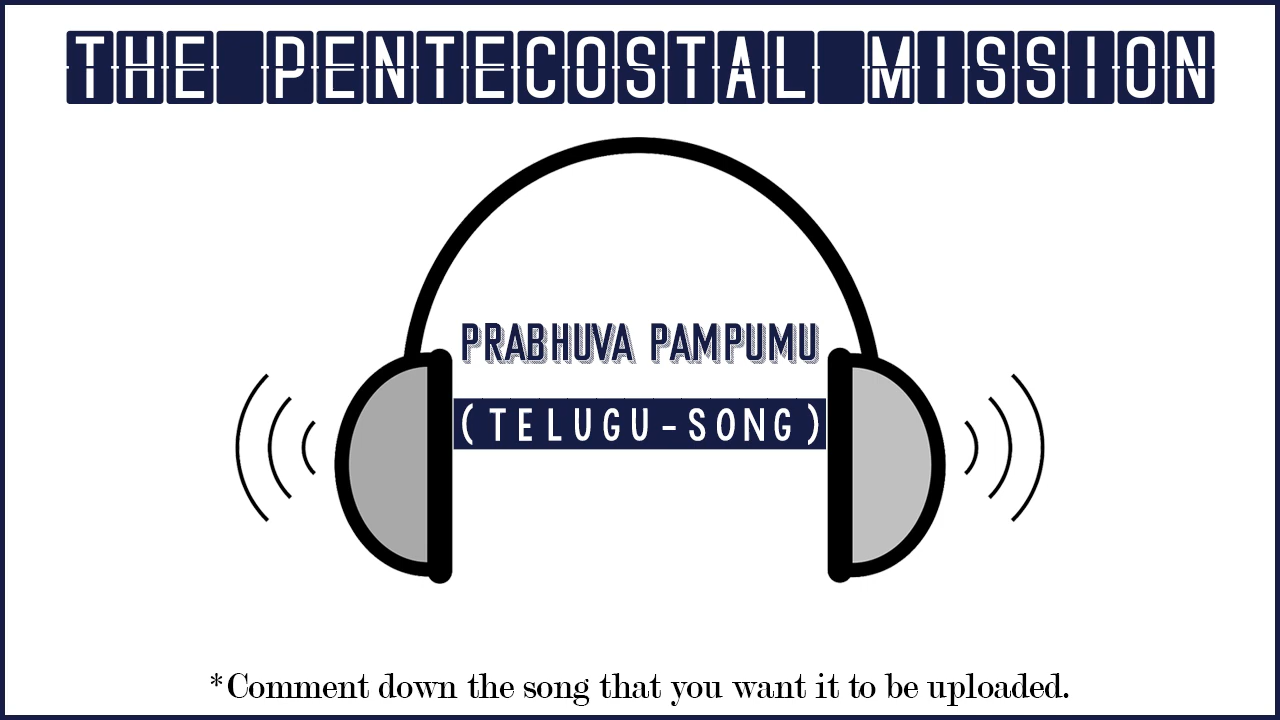 THE PENTECOSTAL MISSION
PRABHUVA PAMPUMU
(TELUGU-SONG)
*Comment down the song that you want it to be uploaded.